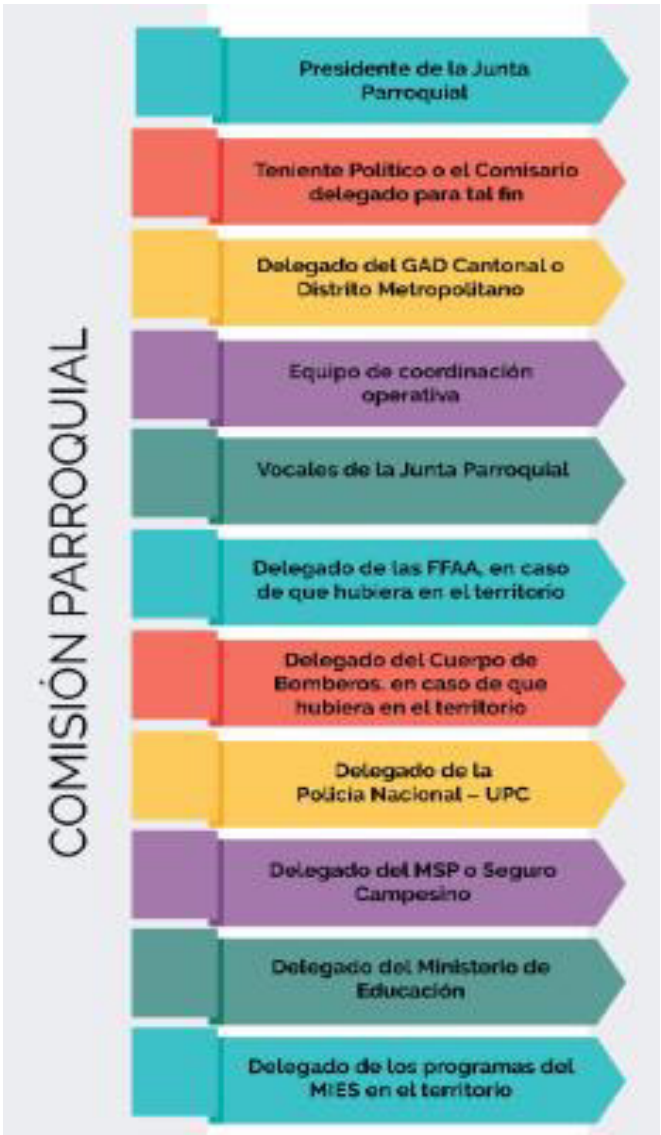 COMISIÓN PARROQUIAL
Presidente de la Junta
Parroquial
Teniente Político o el Comisario
delegado para tal fin
Delegado del GAD Cantonal o
Distrito Metropolitano
Equipo de coordinación
operativa
Vocales de la Junta Parroquial
Delegado de las FFAA, en caso
de que hubiera en el territorio
Delegado del Cuerpo de
Bomberos, en caso de que
hubiera en el territorio
Delegado de la
Policía Nacional – UPC
Delegado del MSP o Seguro
Campesino
Delegado del Ministerio de
Educación
Delegado de los programas del
MIES en el territorio